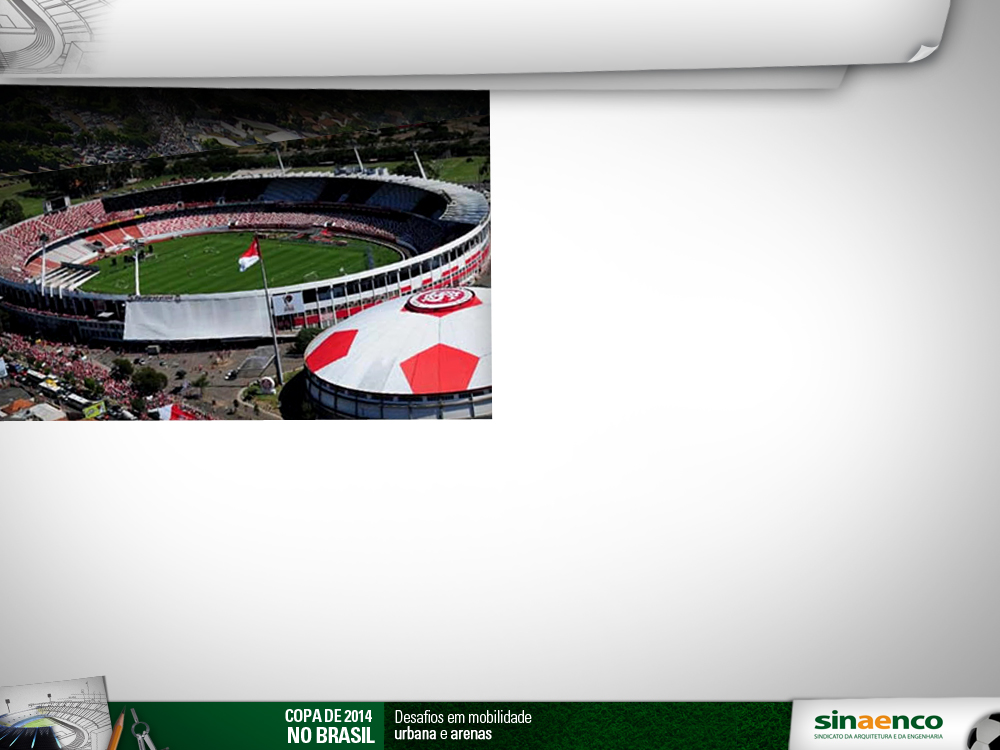 COPA DE 2014
NO BRASIL
Desafios em mobilidade
urbana e arenas
sinaenco
SINDICATO DA ARQUITETURA E DA ENGENHARIA